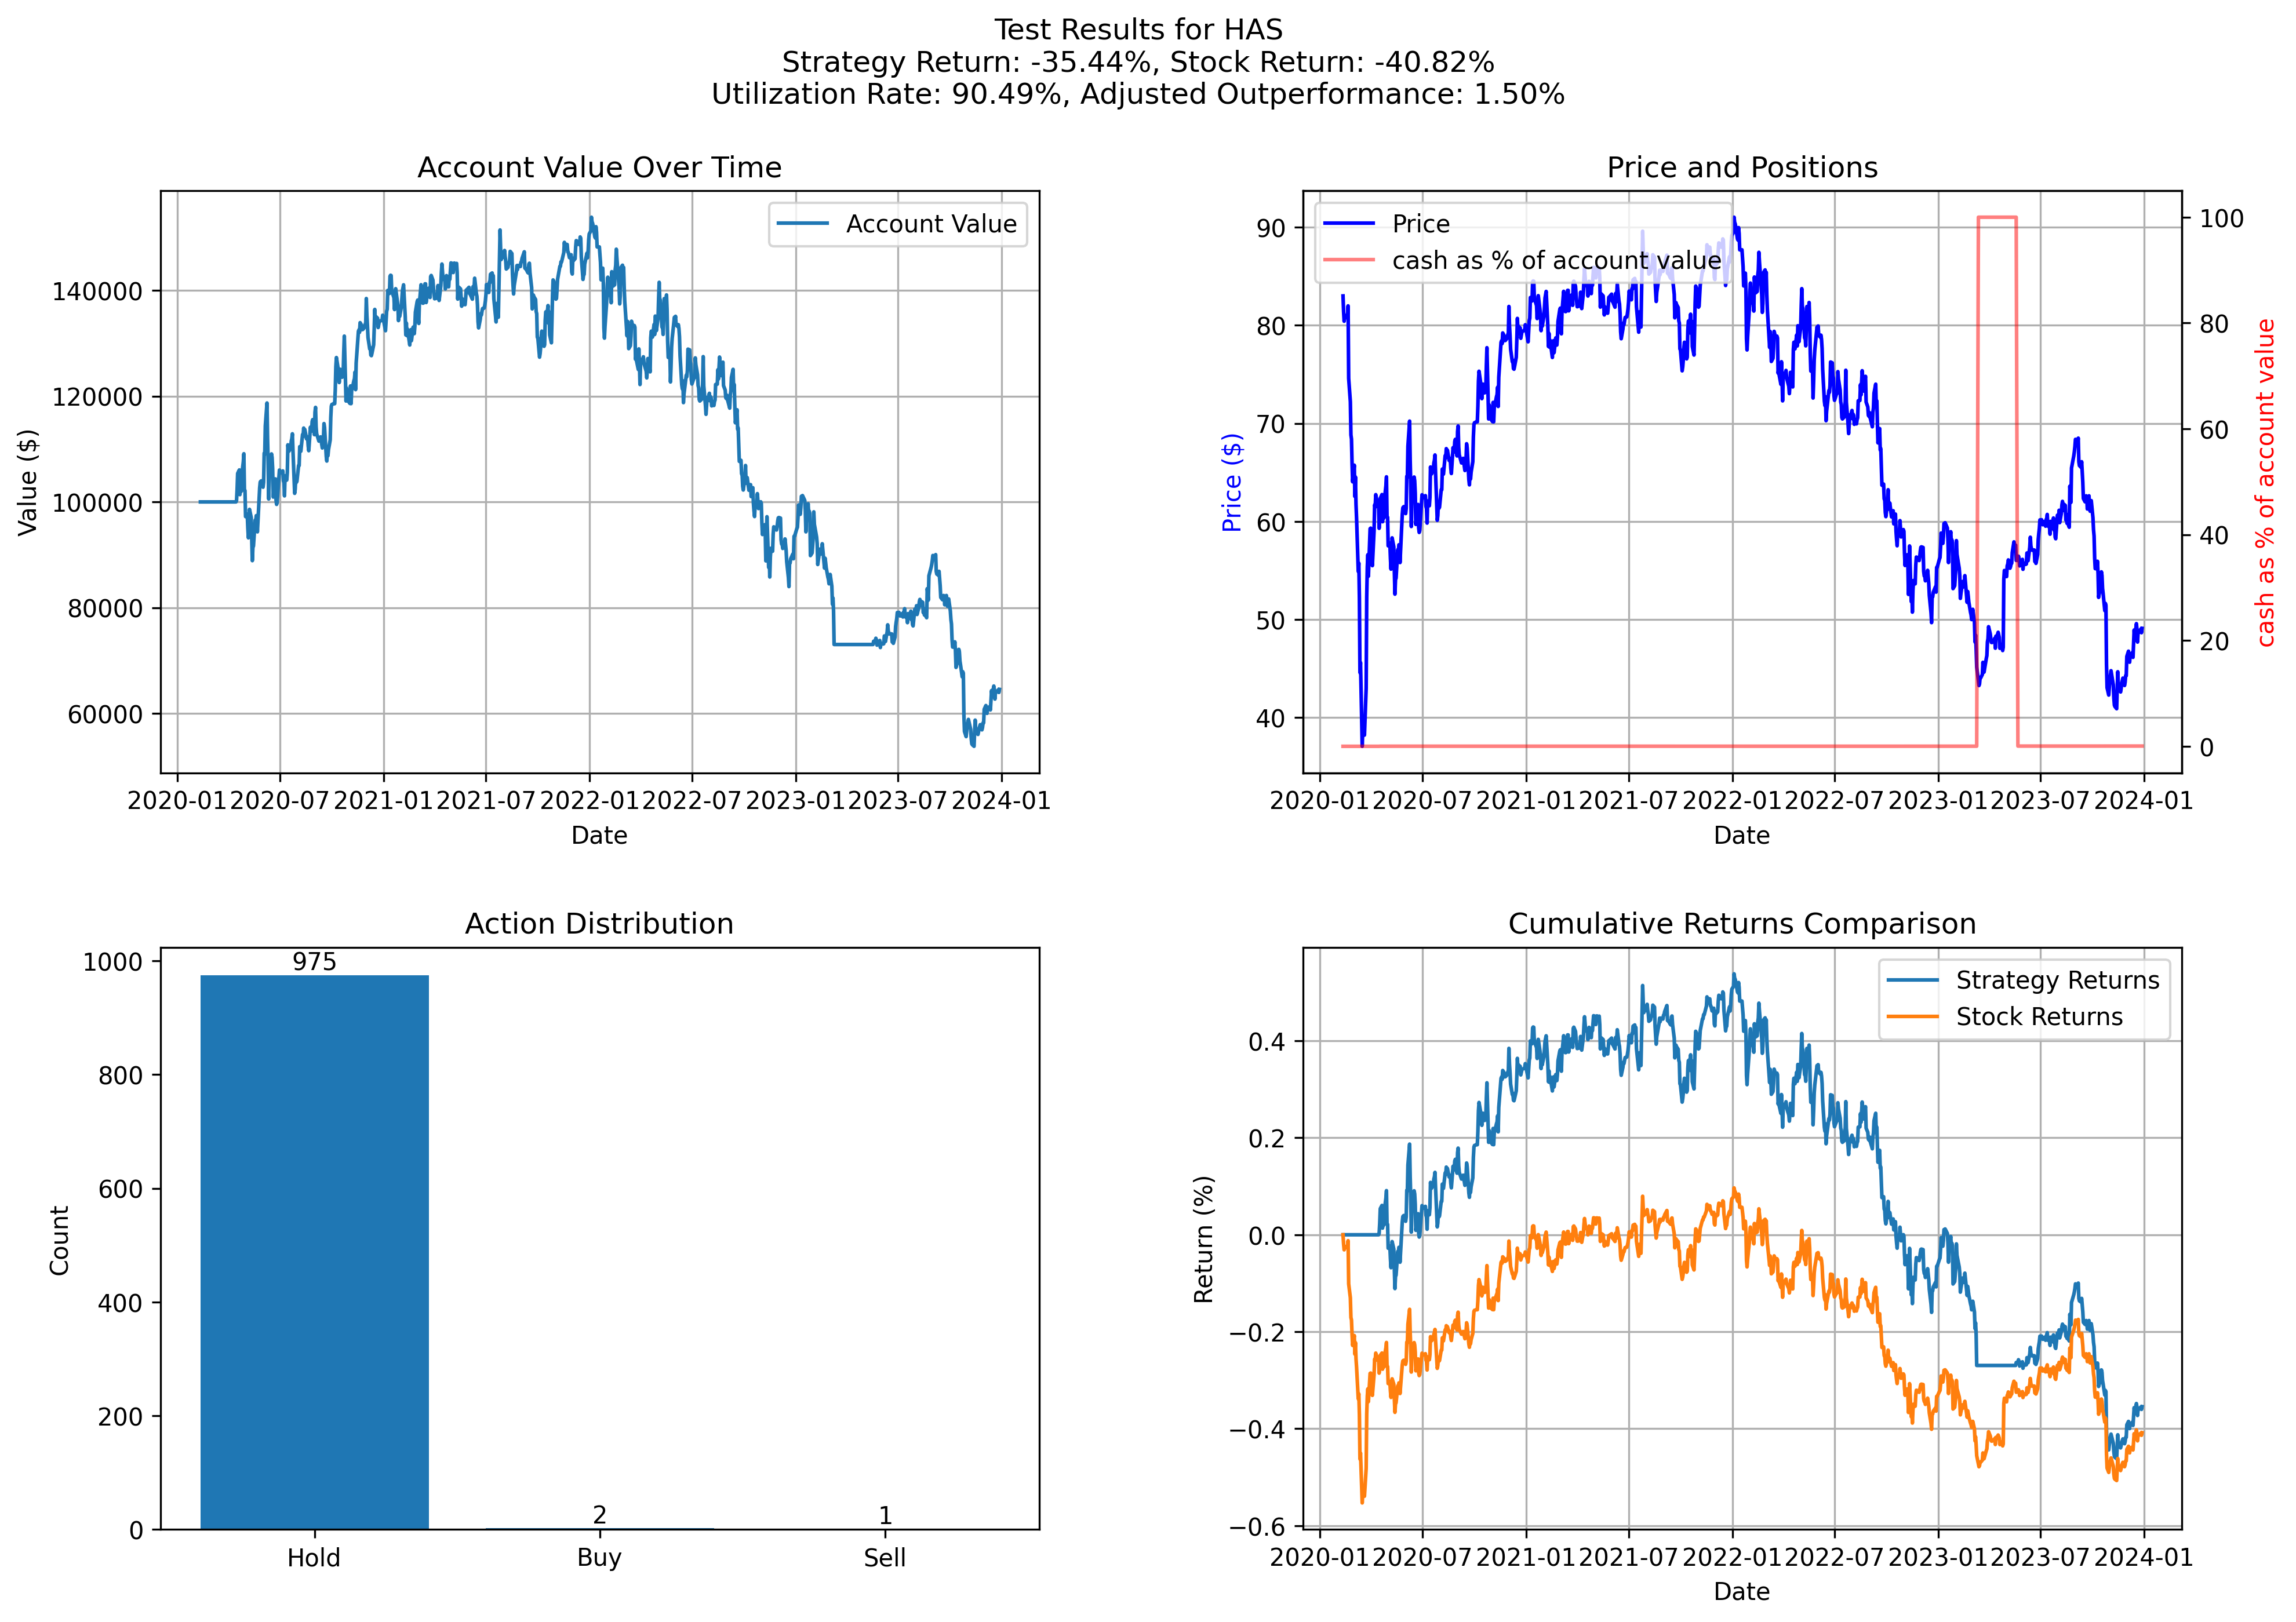 Test Results for HAS
Strategy Return: -35.44%, Stock Return: -40.82%
Utilization Rate: 90.49%, Adjusted Outperformance: 1.50%
Account Value Over Time
Account Value
Value ($)
140000
120000
100000
80000
60000
2020-01 2020-07 2021-01 2021-07 2022-01 2022-07 2023-01 2023-07 2024-01
Date
Price and Positions
Price
cash as % of account value
Price ($)
90
80
70
60
50
40
100
80
60
40
20
0
cash as % of account value
2020-01 2020-07 2021-01 2021-07 2022-01 2022-07 2023-01 2023-07 2024-01
Date
Action Distribution
Count
1000
800
600
400
200
0
975
2
1
Hold Buy Sell
Cumulative Returns Comparison
Strategy Returns
Stock Returns
Return (%)
0.4
0.2
0.0
−0.2
−0.4
−0.6
2020-01 2020-07 2021-01 2021-07 2022-01 2022-07 2023-01 2023-07 2024-01
Date